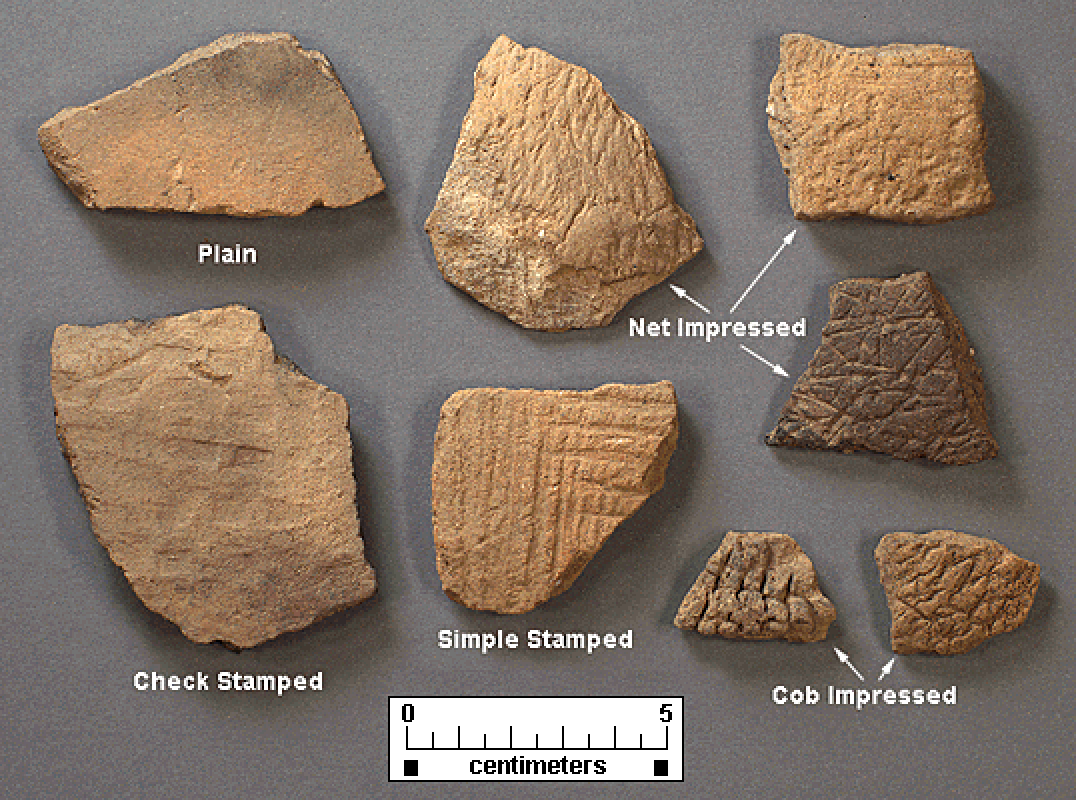 Plain
Net Impressed
Simple Stamped
Check Stamped
Cob Impressed
0 5
centimeters